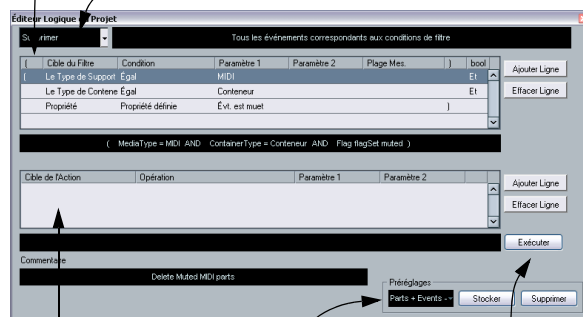 Éditeur Logique du Projet
Supprimer
Tous les événements correspondants aux conditions de filtre
( Cible du Filtre Condition Paramètre 1 Paramètre 2 Plage Mes. ) bool
( Le Type de Support Égal MIDI Et
Le Type de Contene Égal Conteneur Et
Propriété Propriété définie Évt. est muet )
Ajouter Ligne
Effacer Ligne
( MediaType = MIDI AND ContainerType = Conteneur AND Flag flagSet muted )
Cible de l'Action Opération Paramètre 1 Paramètre 2
Ajouter Ligne
Effacer Ligne
Exécuter
Commentaire
Delete Muted MIDI parts
Préréglages
Parts + Events -
Stocker
Supprimer